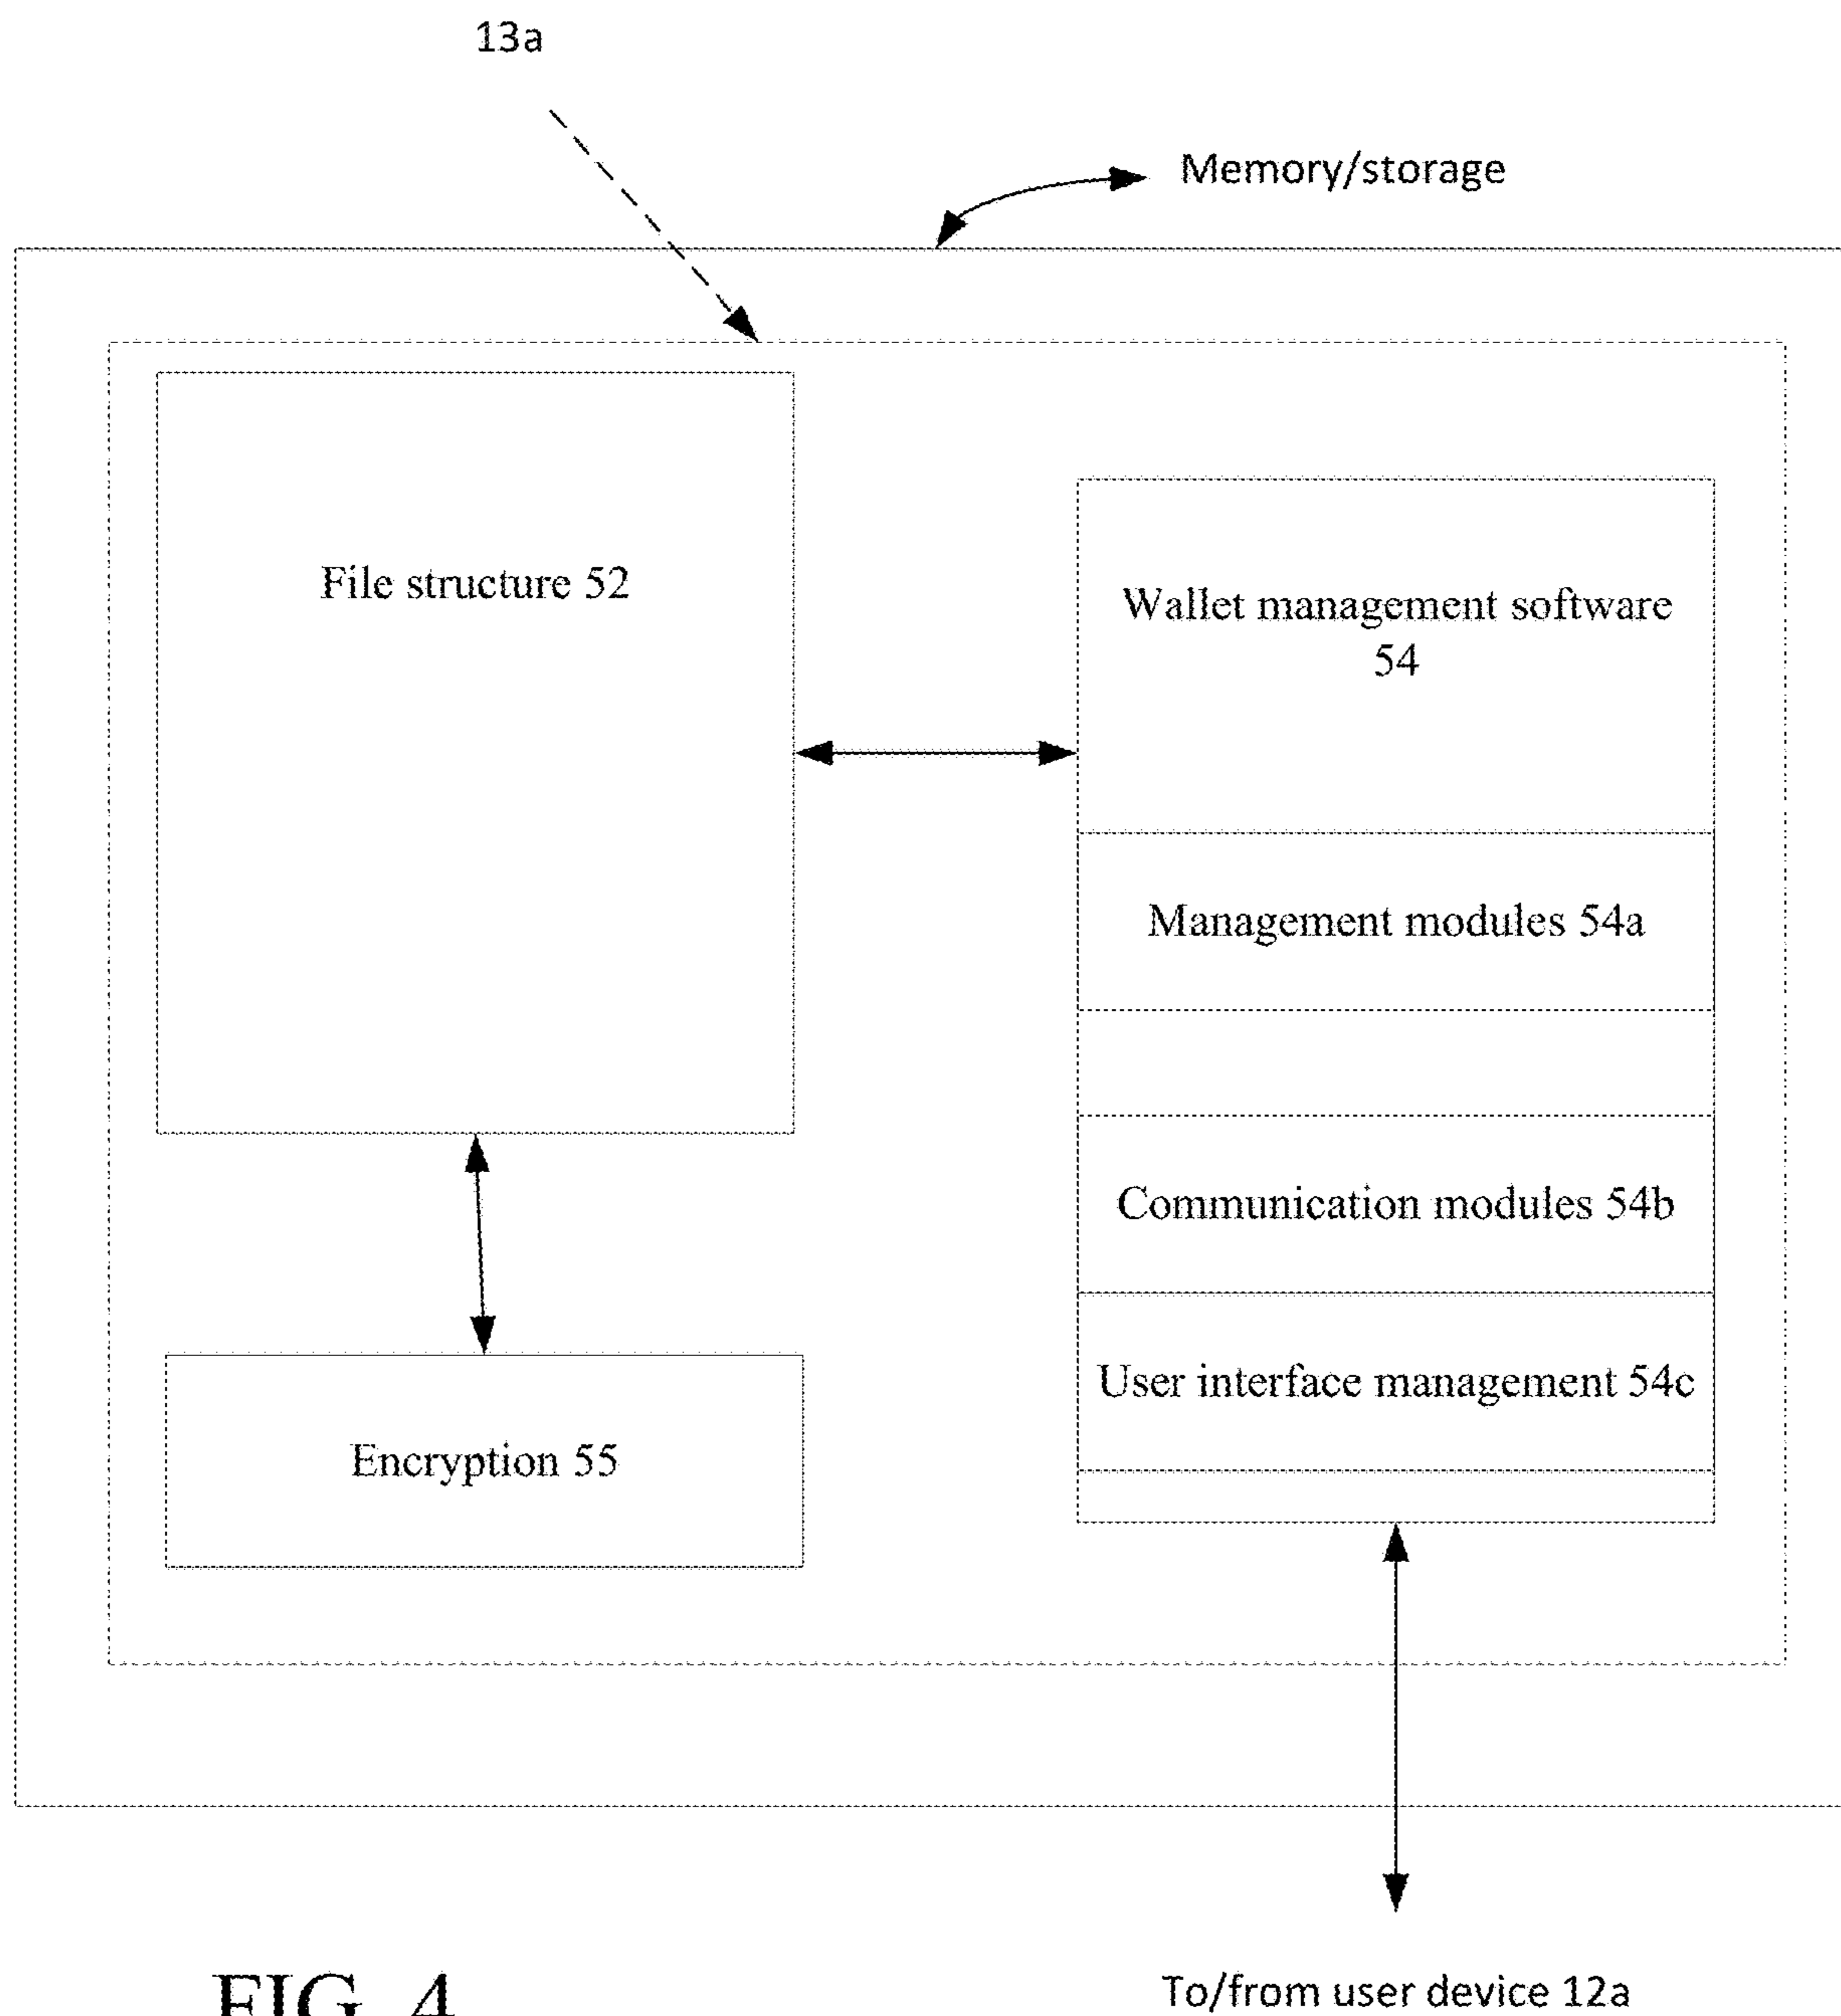 13a
Memory/storage
File structure 52
Wallet management software
54
Management modules 54a
Communication modules 54b
User interface management 54c
Encryption 55
To/from user device 12a
FIG. 4